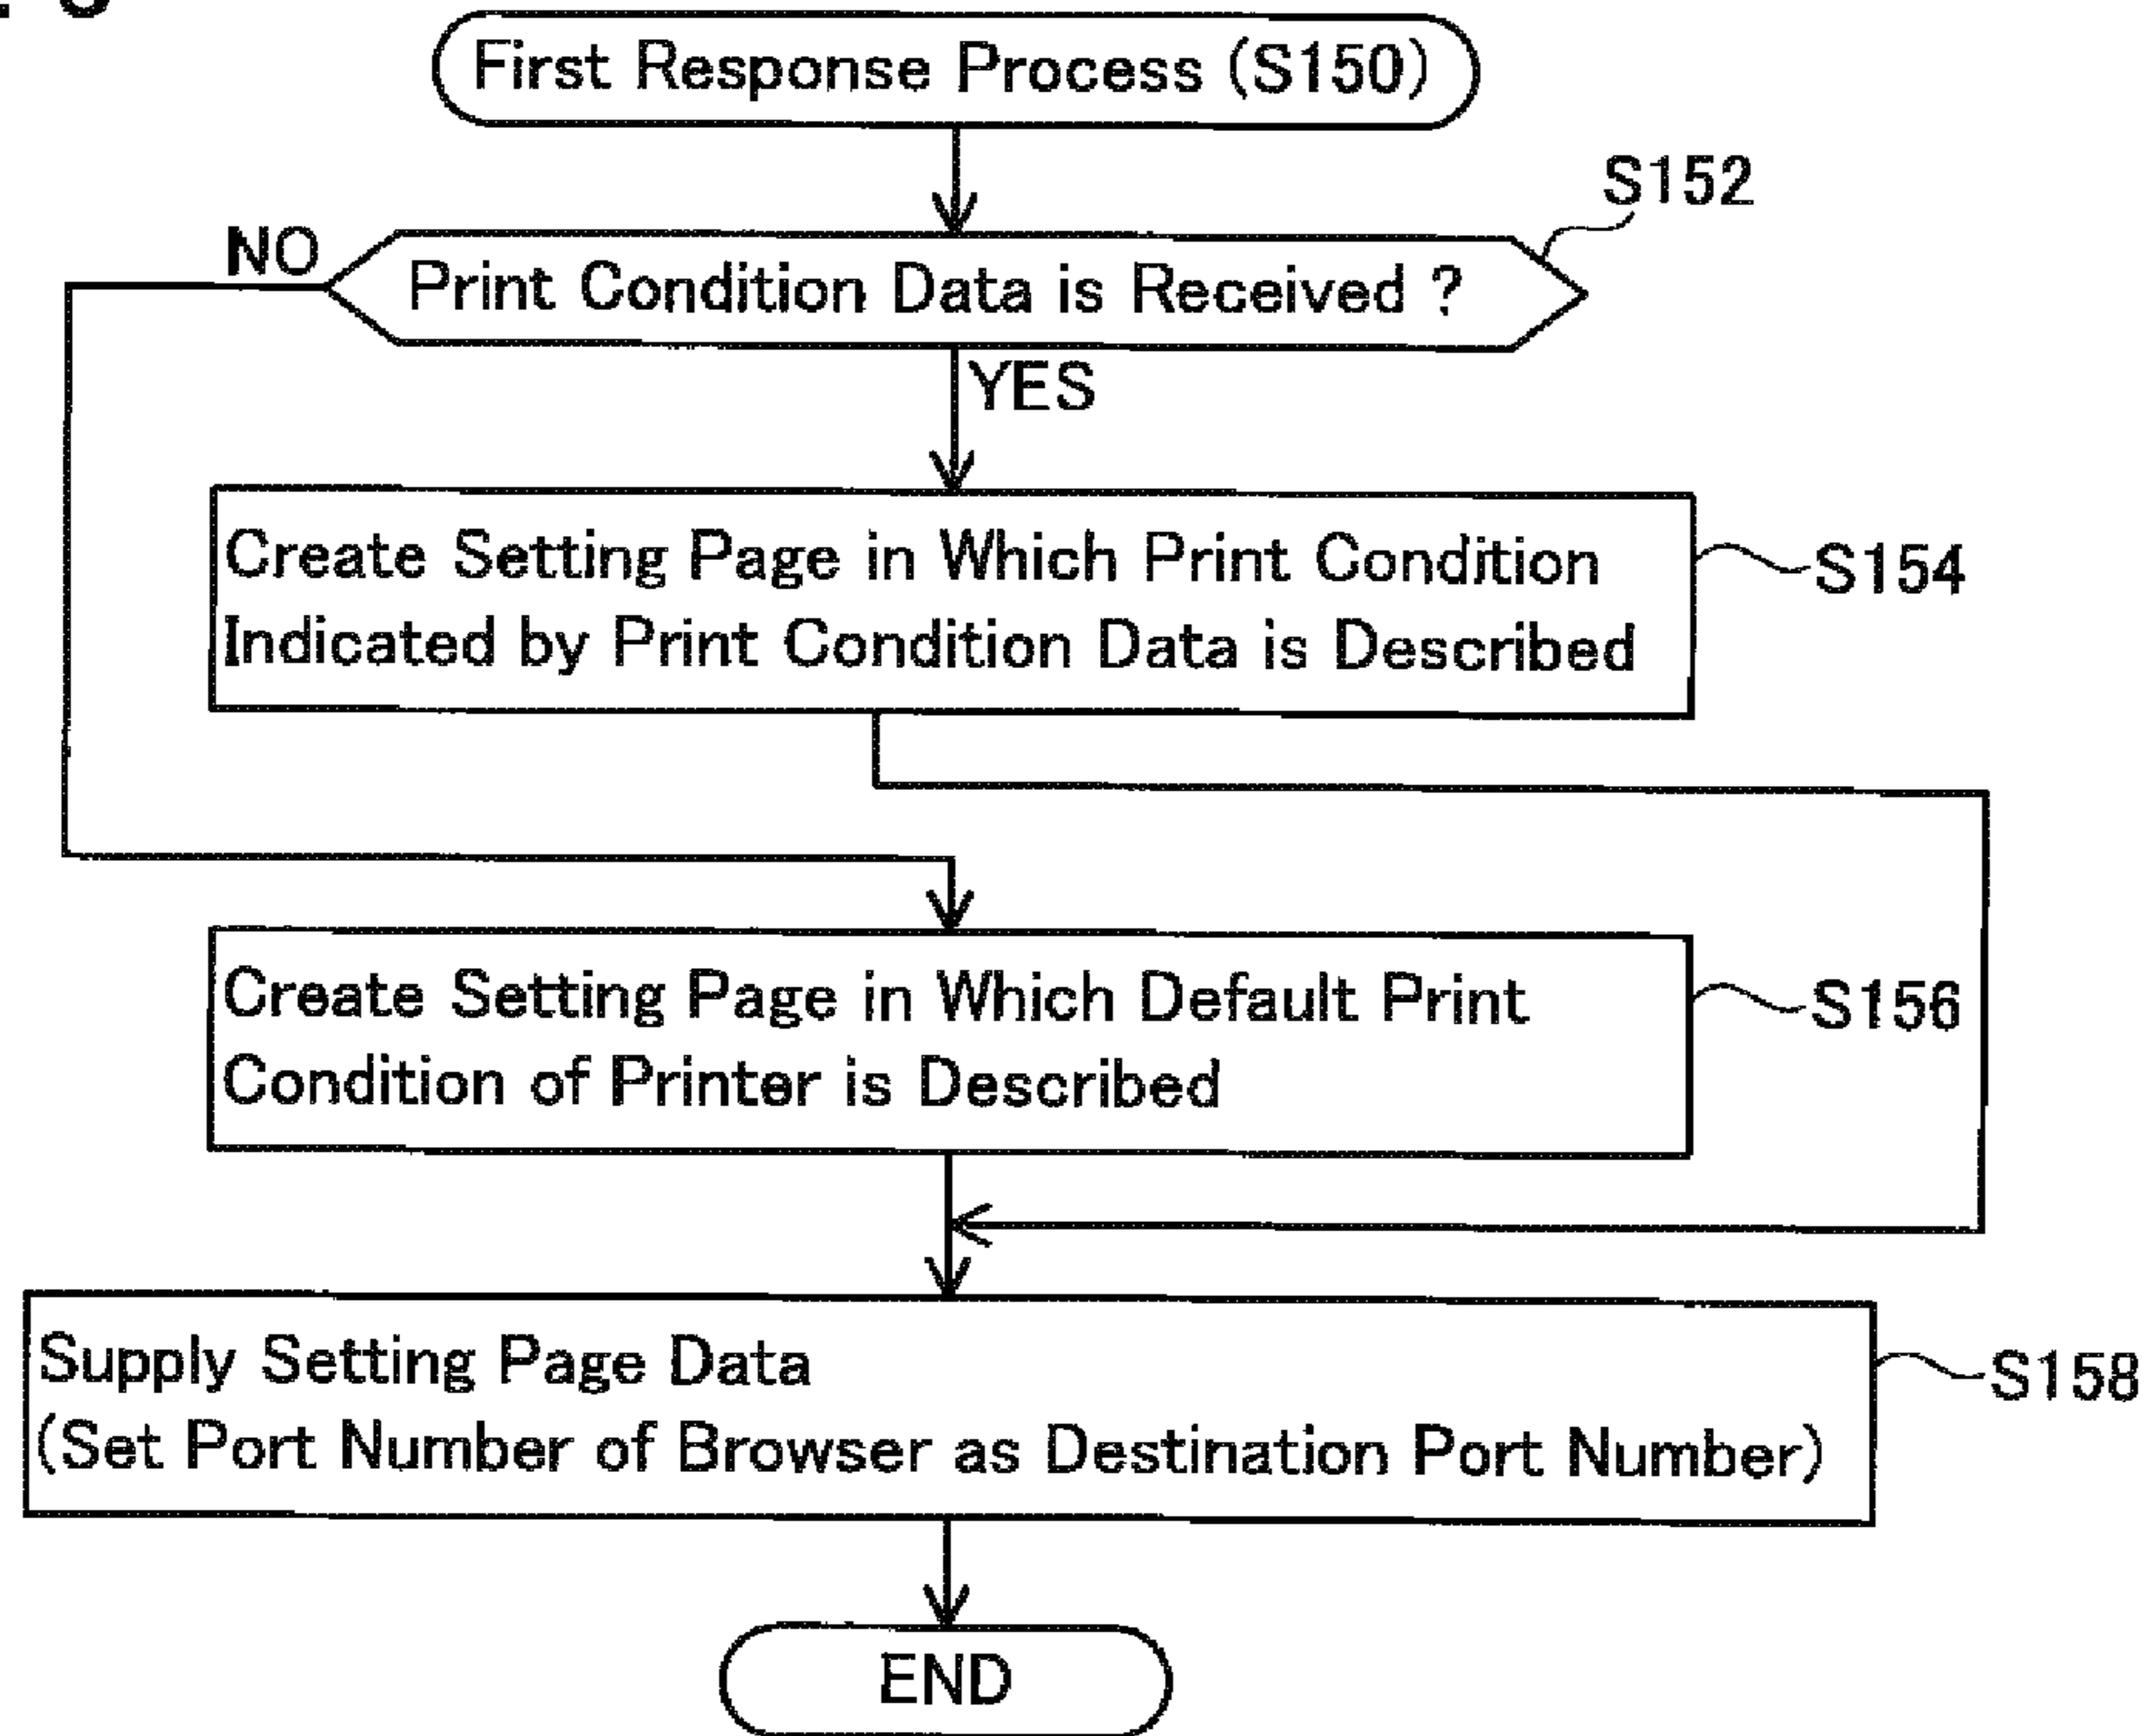 First Response Process (S150)
S152
NO
Print Condition Data is Received ?
YES
Create Setting Page in Which Print Condition
Indicated by Print Condition Data is Described
S154
Create Setting Page in Which Default Print
Condition of Printer is Described
S156
Supply Setting Page Data
(Set Port Number of Browser as Destination Port Number)
S158
END